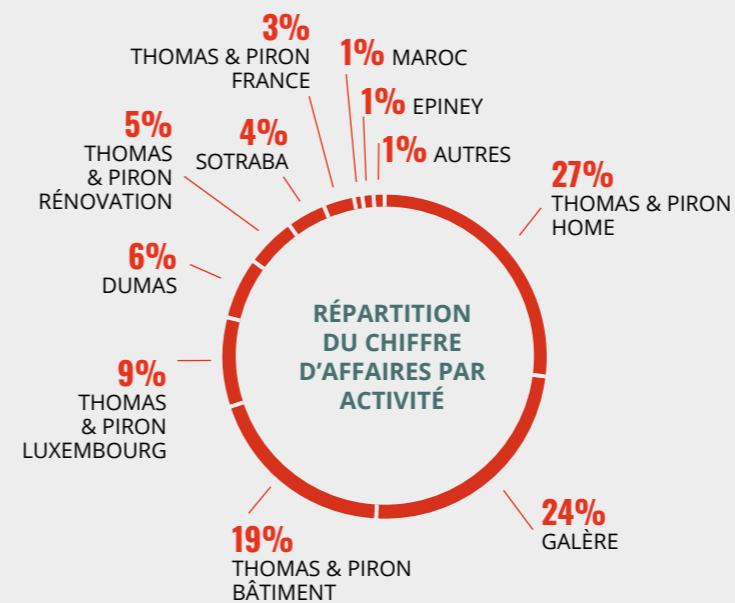 3%
THOMAS & PIRON
FRANCE
1% MAROC
1% EPINEY
1% AUTRES
5%
THOMAS
& PIRON
RÉNOVATION
4%
SOTRABA
27%
THOMAS & PIRON
HOME
6%
DUMAS
RÉPARTITION
DU CHIFFRE
D’AFFAIRES PAR
ACTIVITÉ
9%
THOMAS
& PIRON
LUXEMBOURG
24%
GALÈRE
19%
THOMAS & PIRON
BÂTIMENT